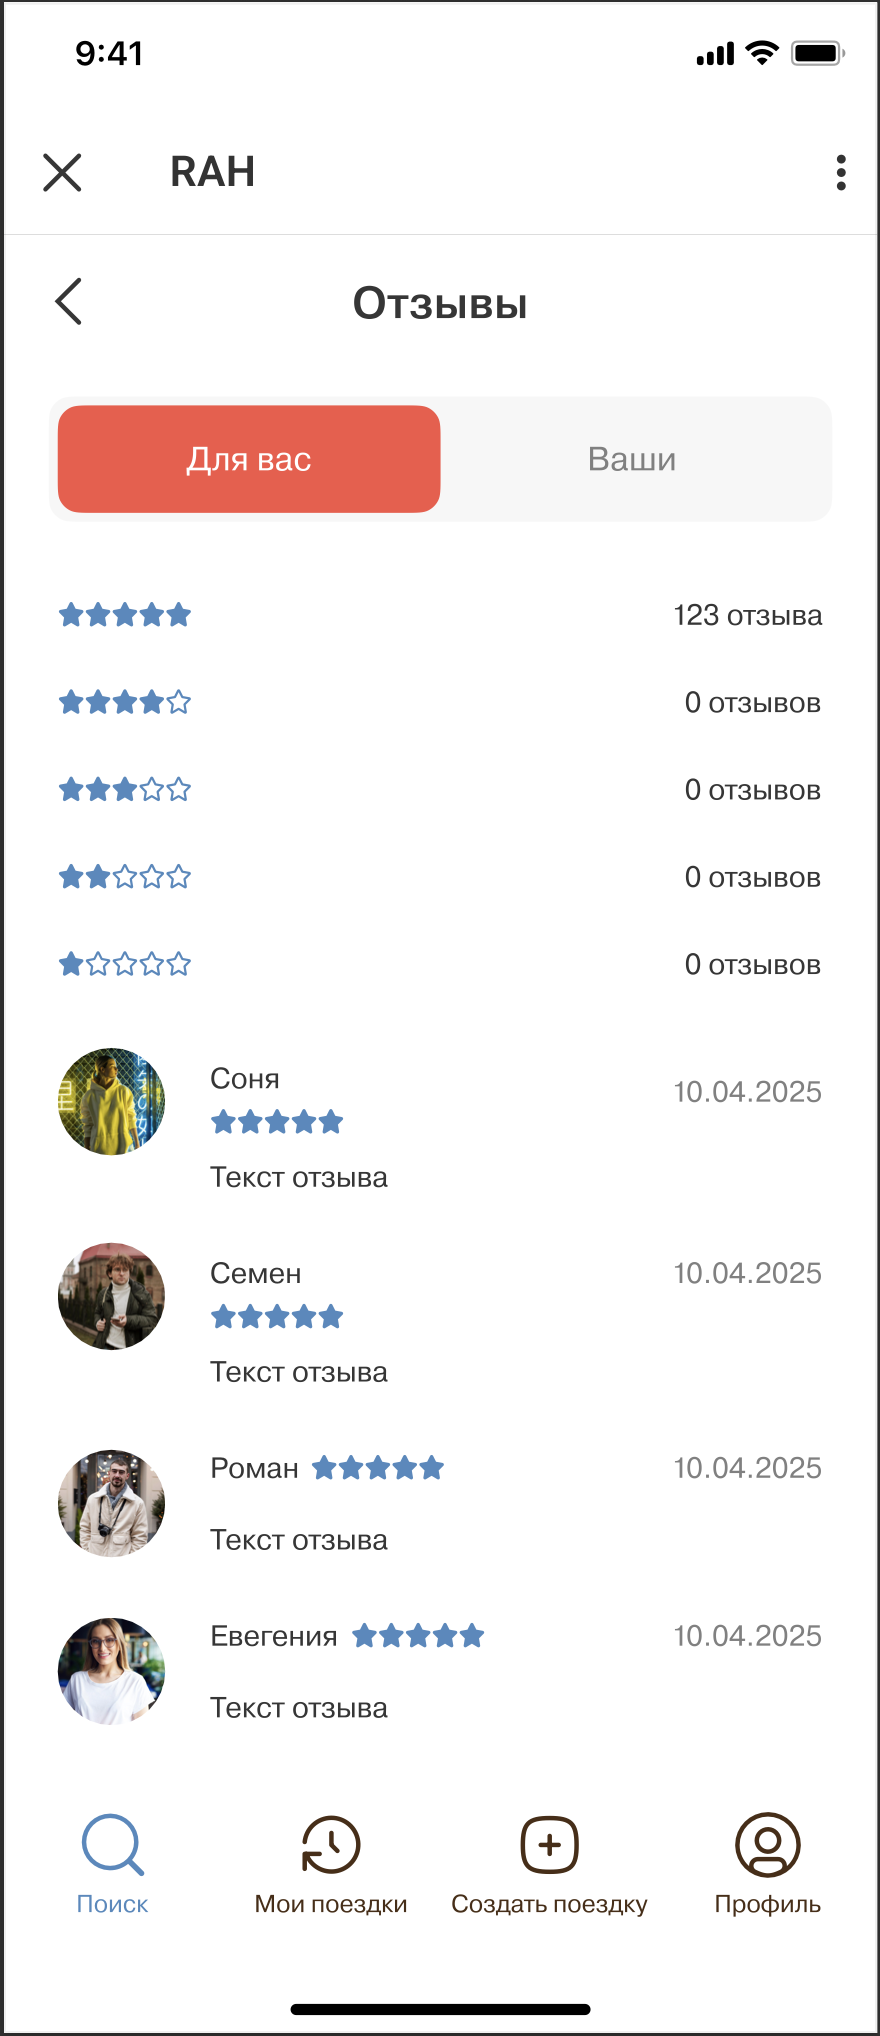 9:41
RAH
Отзывы
Для вас Ваши
123 отзыва
0 отзывов
0 отзывов
0 отзывов
0 отзывов
Соня 10.04.2025
Текст отзыва
Семен 10.04.2025
Текст отзыва
Роман 10.04.2025
Текст отзыва
Евегения 10.04.2025
Текст отзыва
Поиск Мои поездки Создать поездку Профиль